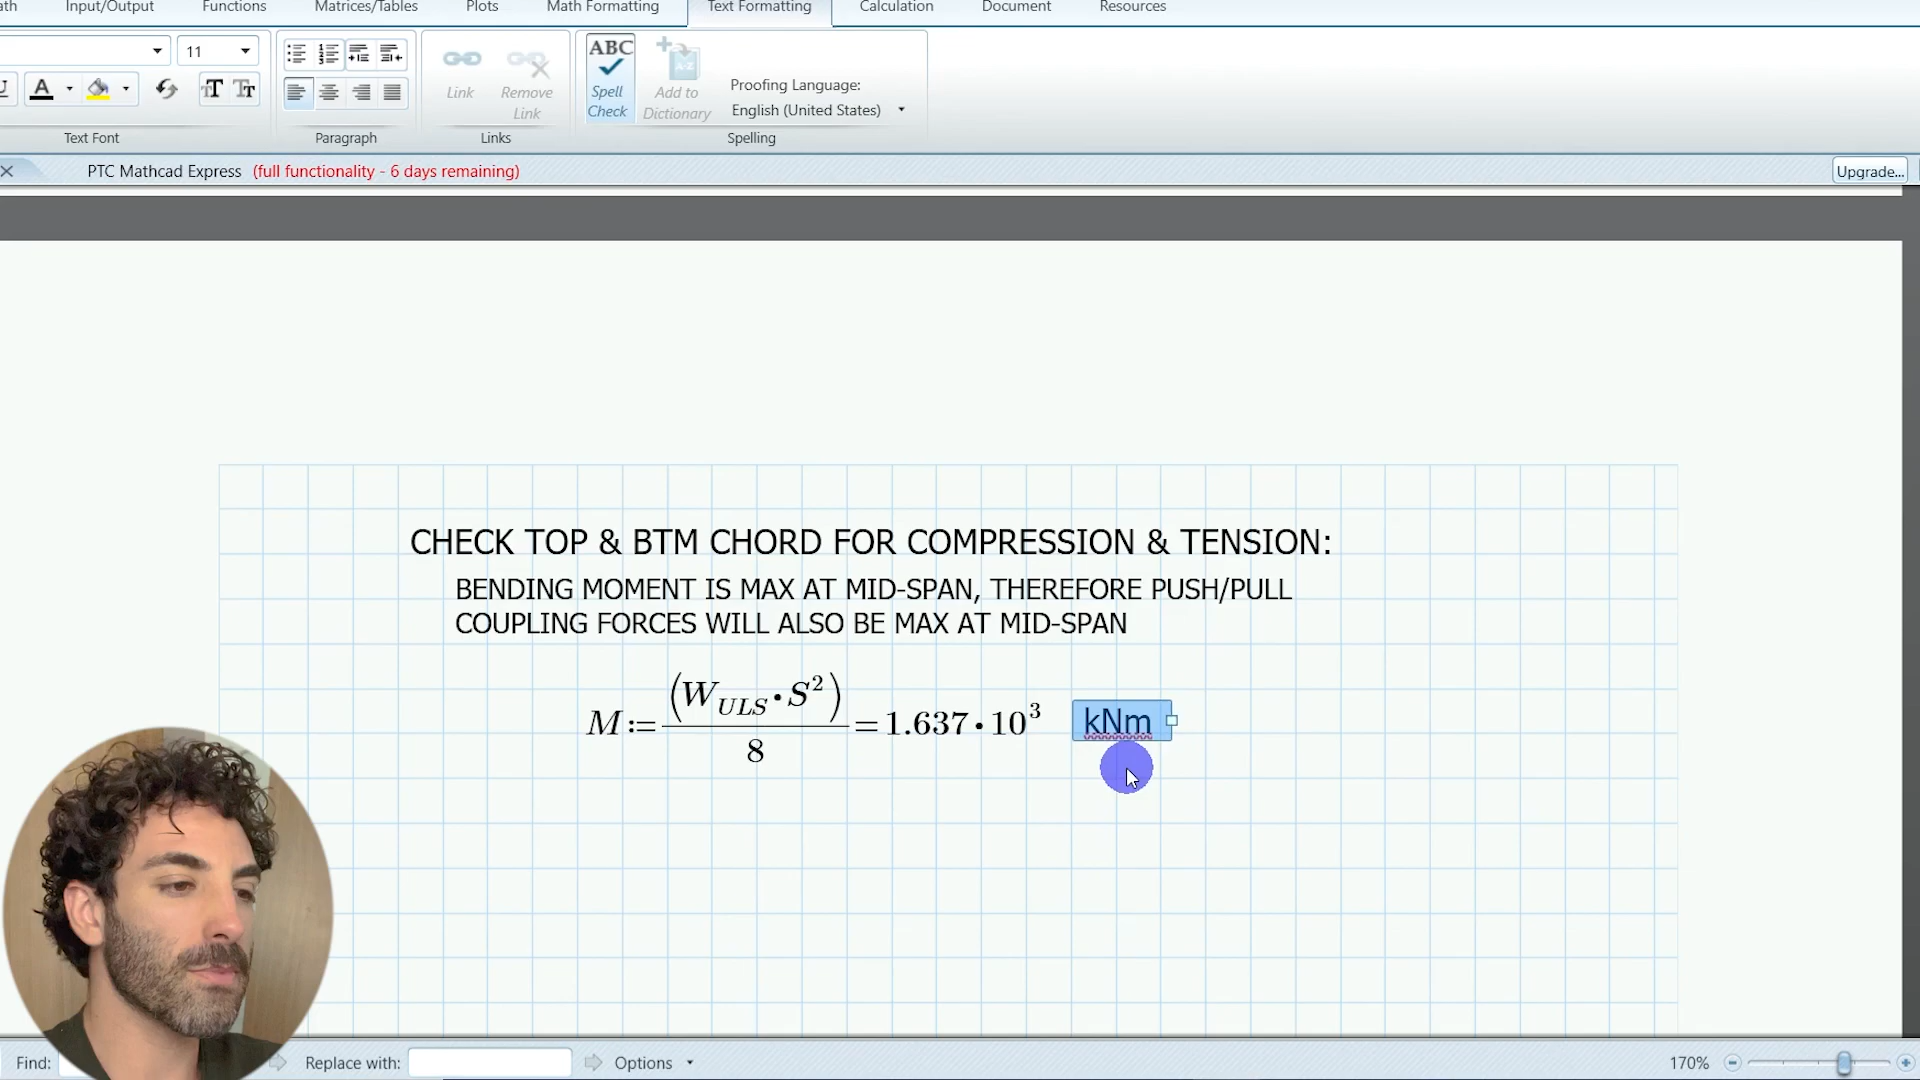 Input/Output Functions Matrices/Tables Plots Math Formatting Text Formatting Calculation Document Resources
11
ABC
Link
Remove Link
Spell Check
Add to Dictionary
Proofing Language:
English (United States)
Text Font
Paragraph
Links
Spelling
PTC Mathcad Express (full functionality - 6 days remaining)
Upgrade...
CHECK TOP & BTM CHORD FOR COMPRESSION & TENSION:
BENDING MOMENT IS MAX AT MID-SPAN, THEREFORE PUSH/PULL
COUPLING FORCES WILL ALSO BE MAX AT MID-SPAN
M:=(W_ULS•S²)/8=1.637•10³ kNm
Find:
Replace with:
Options
170%